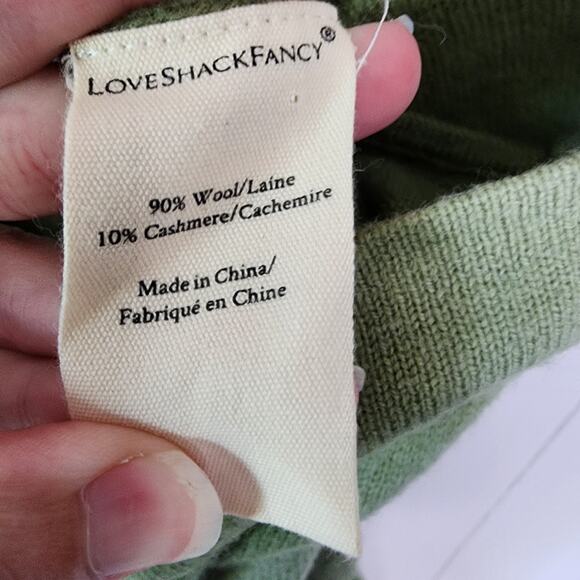 LOVESHACKFANCY®
90% Wool/Laine
10% Cashmere/Cachemire
Made in China/
Fabriqué en Chine